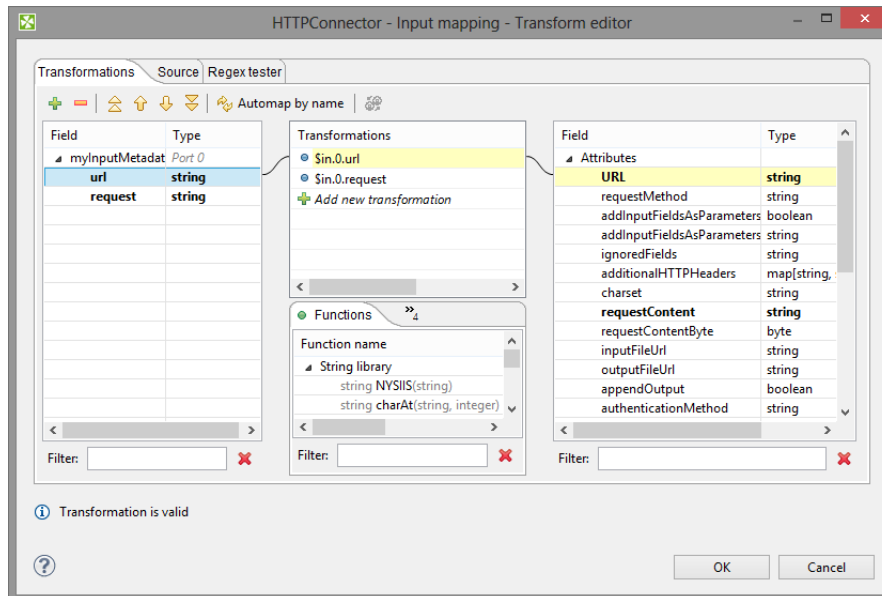 HTTPConnector - Input mapping - Transform editor
Transformations Source Regex tester
Automap by name
Field Type
myInputMetadat Port 0
url string
request string
Filter:
Transformations
$in.0.url
$in.0.request
Add new transformation
Functions »4
Function name
String library
string NYSIIS(string)
string charAt(string, integer)
Filter:
Field Type
Attributes
URL string
requestMethod string
addInputFieldsAsParameters boolean
addInputFieldsAsParameters string
ignoredFields string
additionalHTTPHeaders map[string,
charset string
requestContent string
requestContentByte byte
inputFileUrl string
outputFileUrl string
appendOutput boolean
authenticationMethod string
Filter:
Transformation is valid
OK Cancel